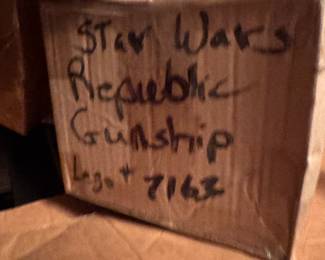 Star Wars
Republic
Gunship
Lego # 7163